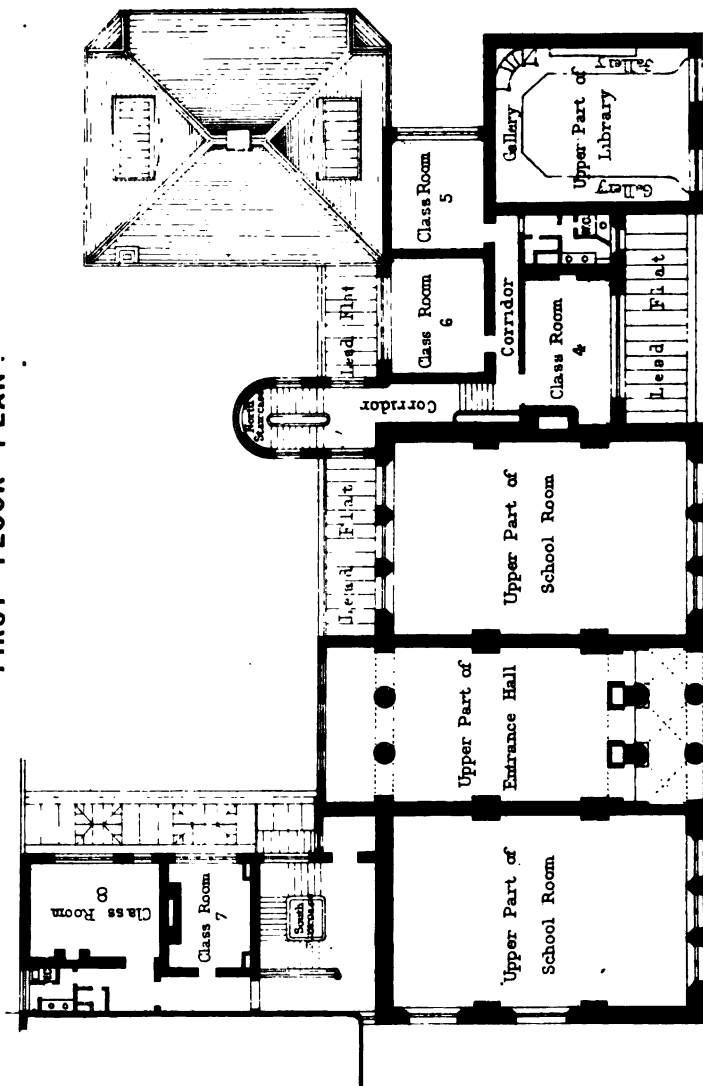 FIRST FLOOR PLAN.
Gallery
Gallery
Upper Part of
Library
Gallery
Class Room
5
W.C.
Class Room
6
Corridor
Class Room
4
Lead Flat
Lead Flat
North
Staircase
Corridor
Lead Flat
Upper Part of
School Room
Upper Part of
Entrance Hall
Class Room
8
Class Room
7
South
Staircase
Upper Part of
School Room